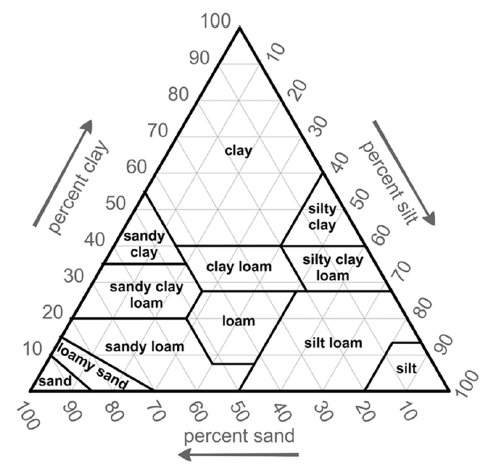 100
90
80
70
60
50
40
30
20
10
percent clay
10
20
30
40
50
60
70
80
90
100
percent silt
clay
silty
clay
sandy
clay
clay loam
silty clay
loam
sandy clay
loam
loam
sandy loam
silt loam
loamy sand
sand
silt
100
90
80
70
60
50
40
30
20
10
percent sand